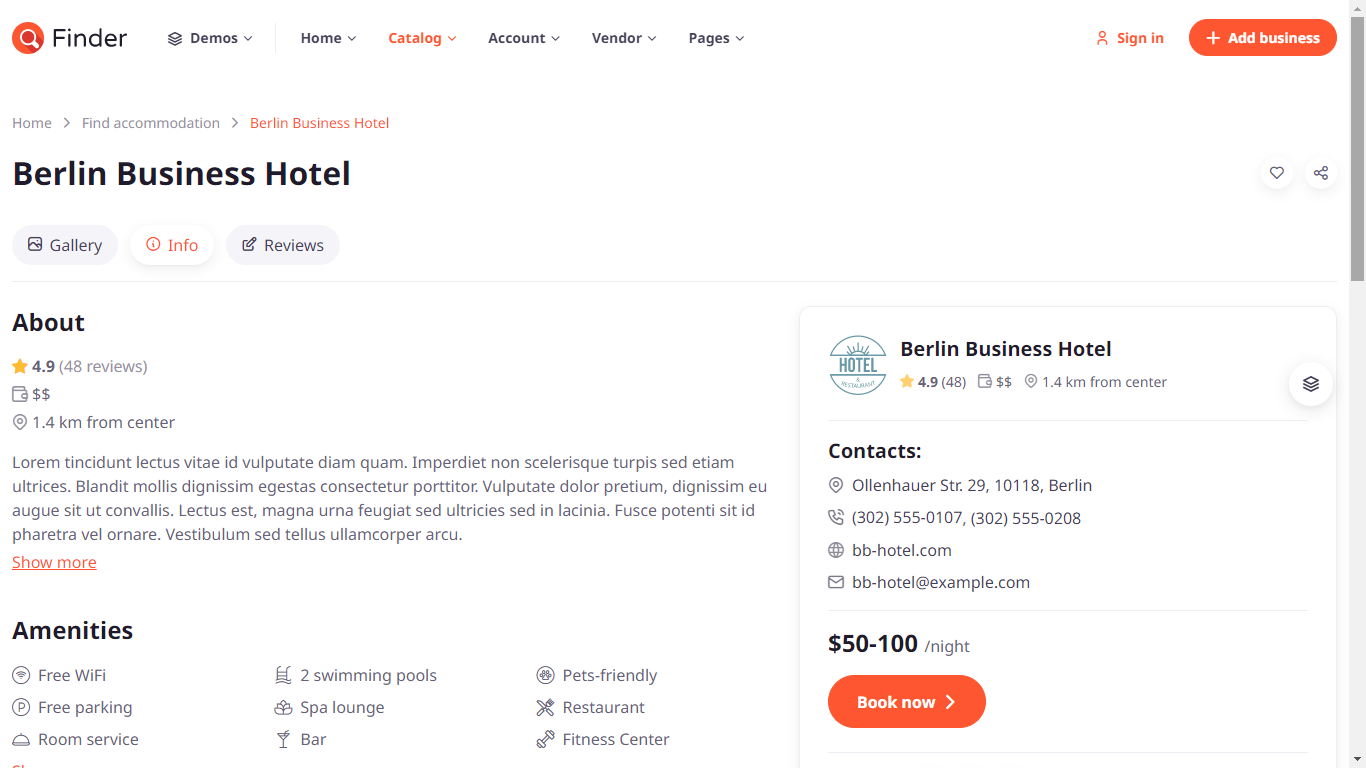 Finder
Demos
Home
Catalog
Account
Vendor
Pages
Sign in
Add business
Home
Find accommodation
Berlin Business Hotel
Berlin Business Hotel
Gallery
Info
Reviews
About
4.9 (48 reviews)
$$
1.4 km from center
Lorem tincidunt lectus vitae id vulputate diam quam. Imperdiet non scelerisque turpis sed etiam
ultrices. Blandit mollis dignissim egestas consectetur porttitor. Vulputate dolor pretium, dignissim eu
augue sit ut convallis. Lectus est, magna urna feugiat sed ultricies sed in lacinia. Fusce potenti sit id
pharetra vel ornare. Vestibulum sed tellus ullamcorper arcu.
Show more
Amenities
Free WiFi
2 swimming pools
Pets-friendly
Free parking
Spa lounge
Restaurant
Room service
Bar
Fitness Center
HOTEL
&
RESTAURANT
Berlin Business Hotel
4.9 (48)
$$
1.4 km from center
Contacts:
Ollenhauer Str. 29, 10118, Berlin
(302) 555-0107, (302) 555-0208
bb-hotel.com
bb-hotel@example.com
$50-100 /night
Book now